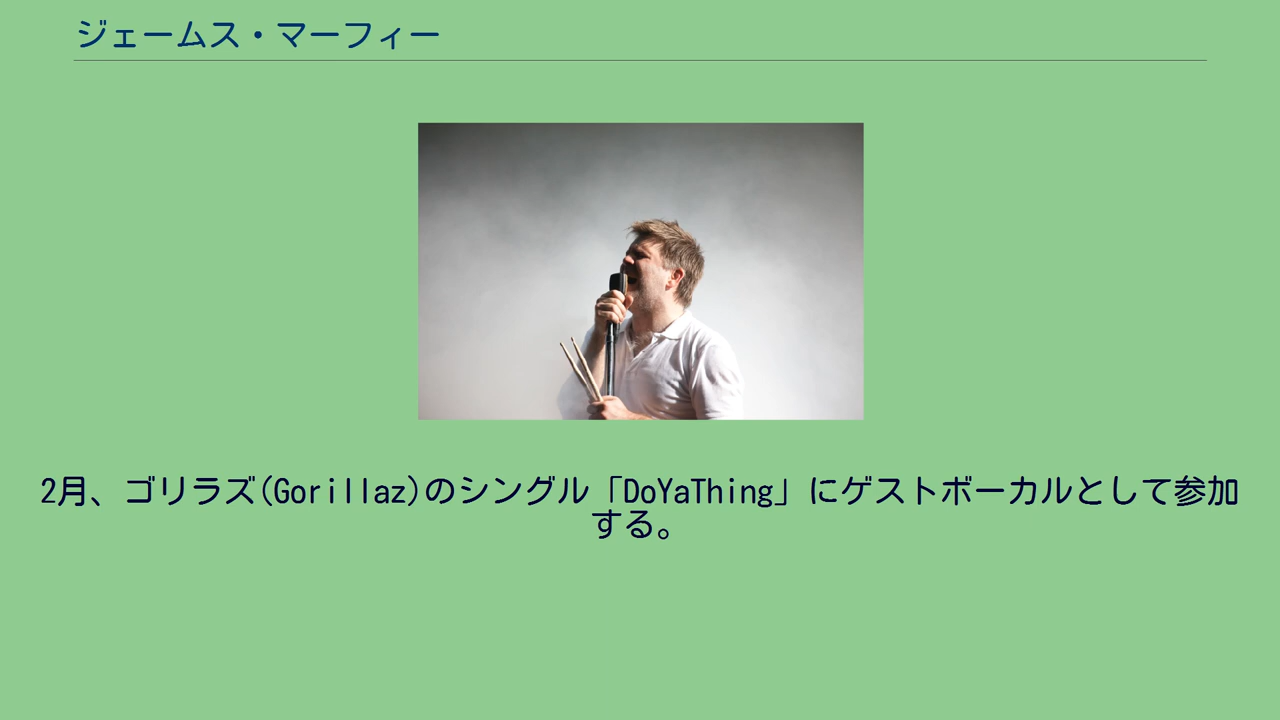 ジェームス・マーフィー
2月、ゴリラズ(Gorillaz)のシングル「DoYaThing」にゲストボーカルとして参加
する。